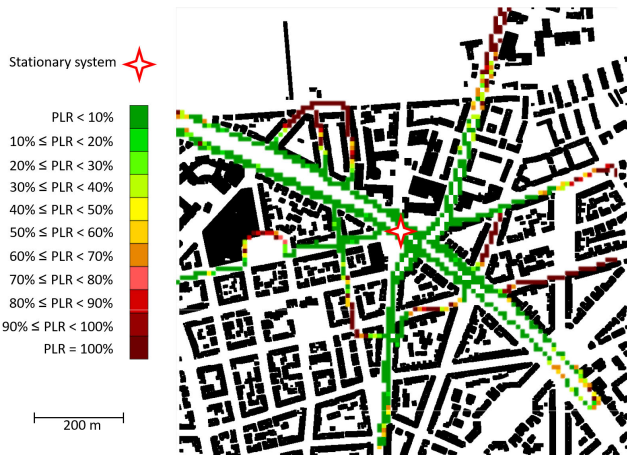 Stationary system
PLR < 10%
10% ≤ PLR < 20%
20% ≤ PLR < 30%
30% ≤ PLR < 40%
40% ≤ PLR < 50%
50% ≤ PLR < 60%
60% ≤ PLR < 70%
70% ≤ PLR < 80%
80% ≤ PLR < 90%
90% ≤ PLR < 100%
PLR = 100%
200 m